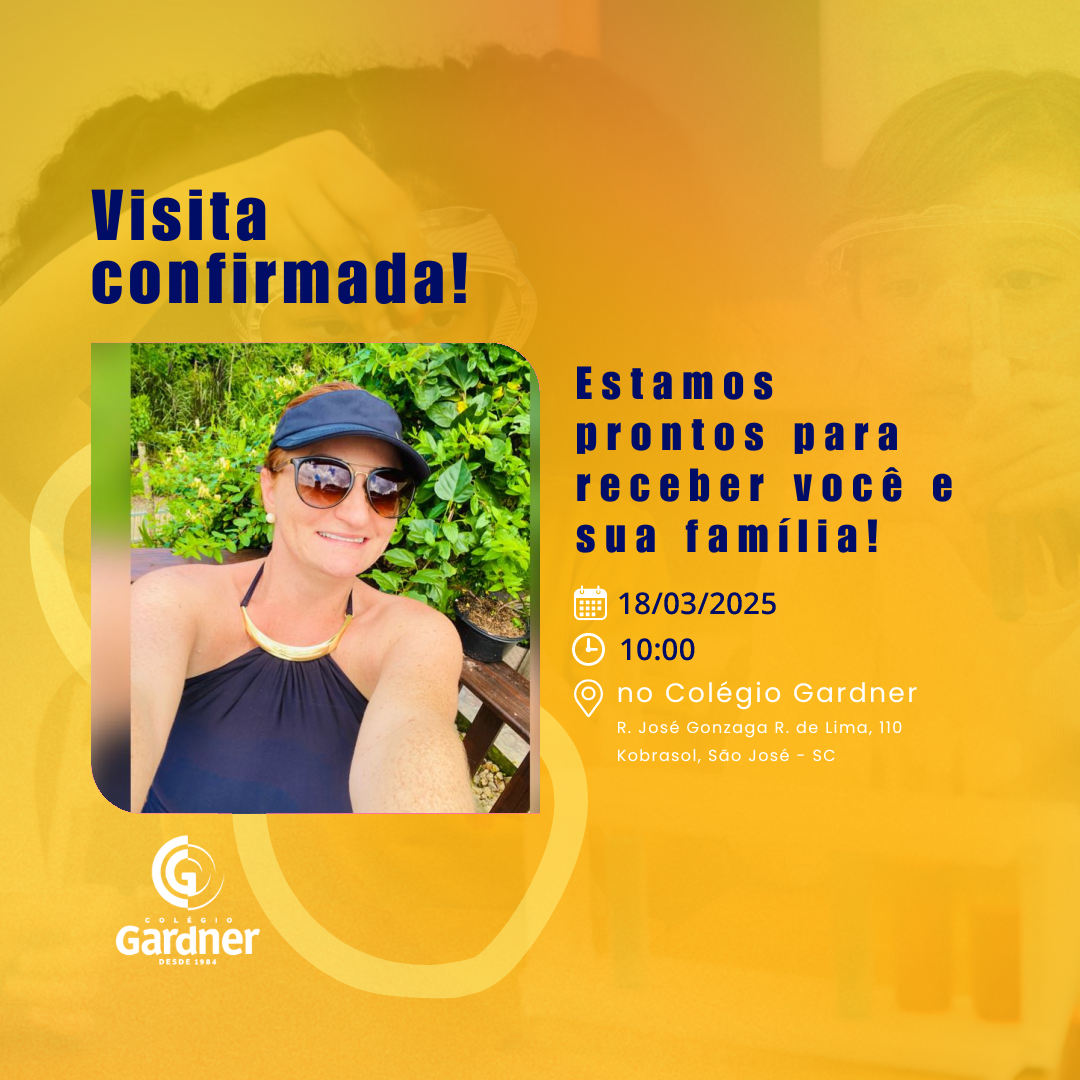 Visita
confirmada!
Estamos
prontos para
receber você e
sua família!
18/03/2025
10:00
no Colégio Gardner
R. José Gonzaga R. de Lima, 110
Kobrasol, São José - SC
G
COLÉGIO
Gardner
DESDE 1984